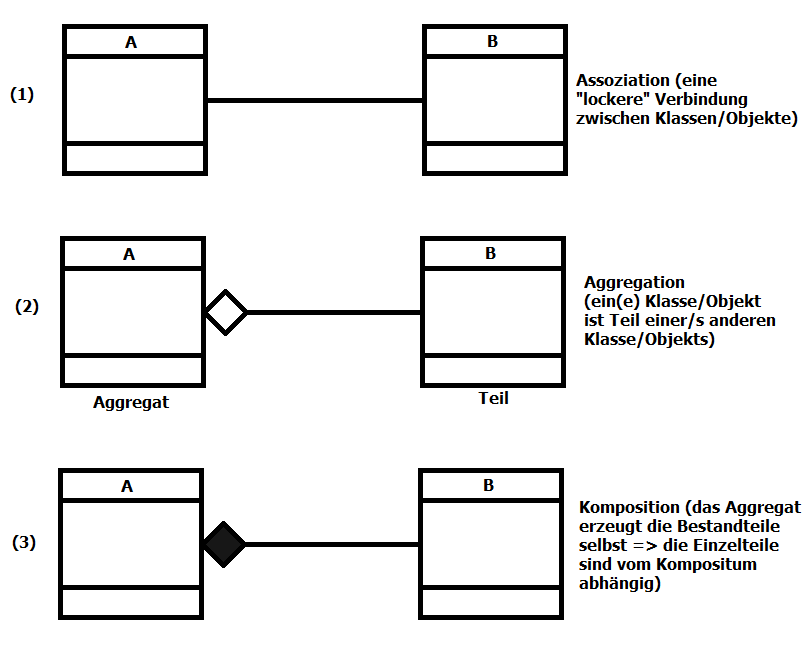 (1)
A
B
Assoziation (eine
"lockere" Verbindung
zwischen Klassen/Objekte)
(2)
A
B
Aggregation
(ein(e) Klasse/Objekt
ist Teil einer/s anderen
Klasse/Objekts)
Aggregat
Teil
(3)
A
B
Komposition (das Aggregat
erzeugt die Bestandteile
selbst => die Einzelteile
sind vom Kompositum
abhängig)